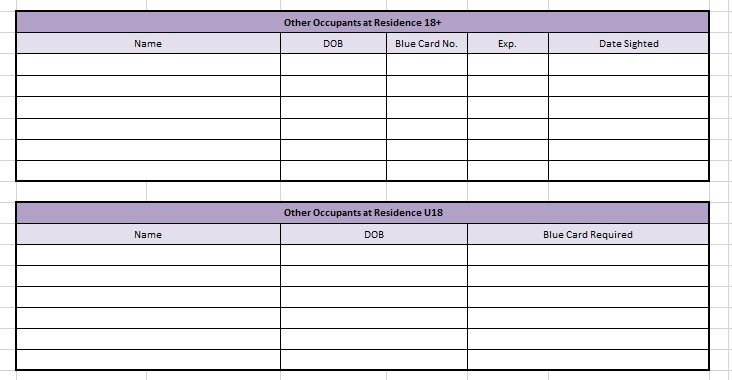 Other Occupants at Residence 18+
Name DOB Blue Card No. Exp. Date Sighted
Other Occupants at Residence U18
Name DOB Blue Card Required